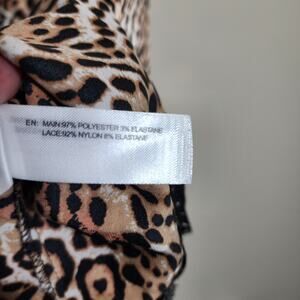 EN: MAIN:97% POLYESTER 3% ELASTANE
LACE:92% NYLON 8% ELASTANE